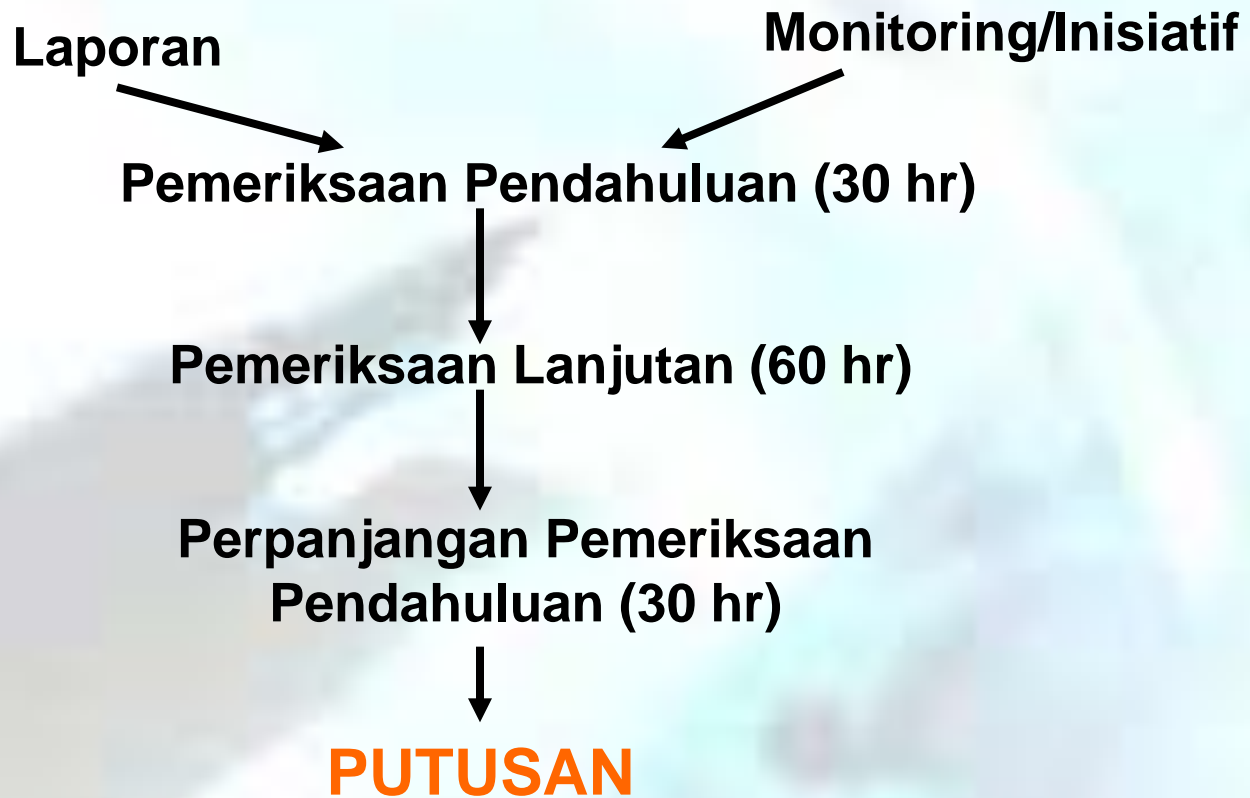 Laporan
Monitoring/Inisiatif
Pemeriksaan Pendahuluan (30 hr)
Pemeriksaan Lanjutan (60 hr)
Perpanjangan Pemeriksaan
Pendahuluan (30 hr)
PUTUSAN